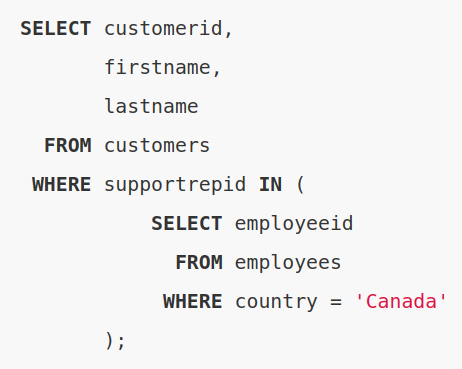 SELECT customerid,
firstname,
lastname
FROM customers
WHERE supportrepid IN (
SELECT employeeid
FROM employees
WHERE country = 'Canada'
);